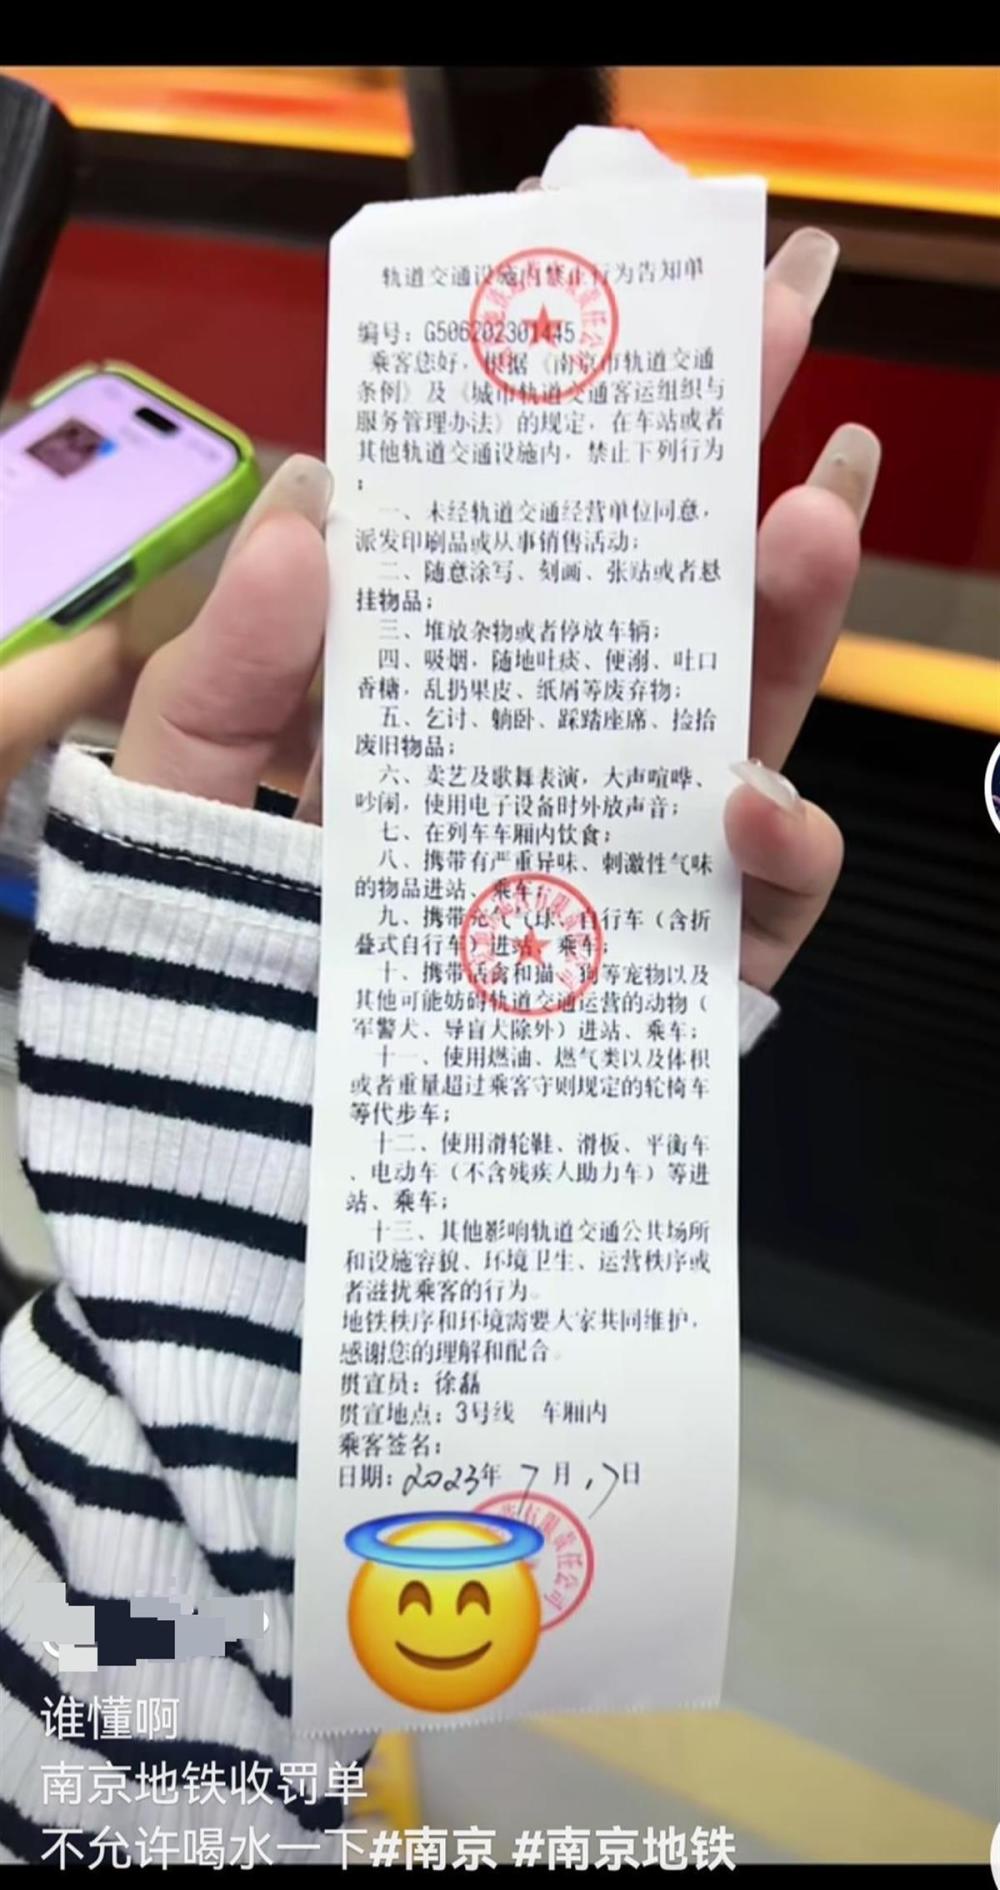 轨道交通设施内禁止行为告知单
编号：G506202301445
乘客您好，根据《南京市轨道交通
条例》及《城市轨道交通客运组织与
服务管理办法》的规定，在车站或者
其他轨道交通设施内，禁止下列行为
：
一、未经轨道交通经营单位同意，
派发印刷品或从事销售活动；
二、随意涂写、刻画、张贴或者悬
挂物品；
三、堆放杂物或者停放车辆；
四、吸烟，随地吐痰、便溺、吐口
香糖，乱扔果皮、纸屑等废弃物；
五、乞讨、躺卧、踩踏座席、捡拾
废旧物品；
六、卖艺及歌舞表演，大声喧哗、
吵闹，使用电子设备时外放声音；
七、在列车车厢内饮食；
八、携带有严重异味、刺激性气味
的物品进站、乘车；
九、携带充气气球、自行车（含折
叠式自行车）进站、乘车；
十、携带活禽和猫、狗等宠物以及
其他可能妨碍轨道交通运营的动物（
军警犬、导盲犬除外）进站、乘车；
十一、使用燃油、燃气类以及体积
或者重量超过乘客守则规定的轮椅车
等代步车；
十二、使用滑轮鞋、滑板、平衡车
、电动车（不含残疾人助力车）等进
站、乘车；
十三、其他影响轨道交通公共场所
和设施容貌、环境卫生、运营秩序或
者滋扰乘客的行为。
地铁秩序和环境需要大家共同维护，
感谢您的理解和配合。
贯宣员：徐磊
贯宣地点：3号线 车厢内
乘客签名：
日期：2023年7月17日
谁懂啊
南京地铁收罚单
不允许喝水一下#南京 #南京地铁